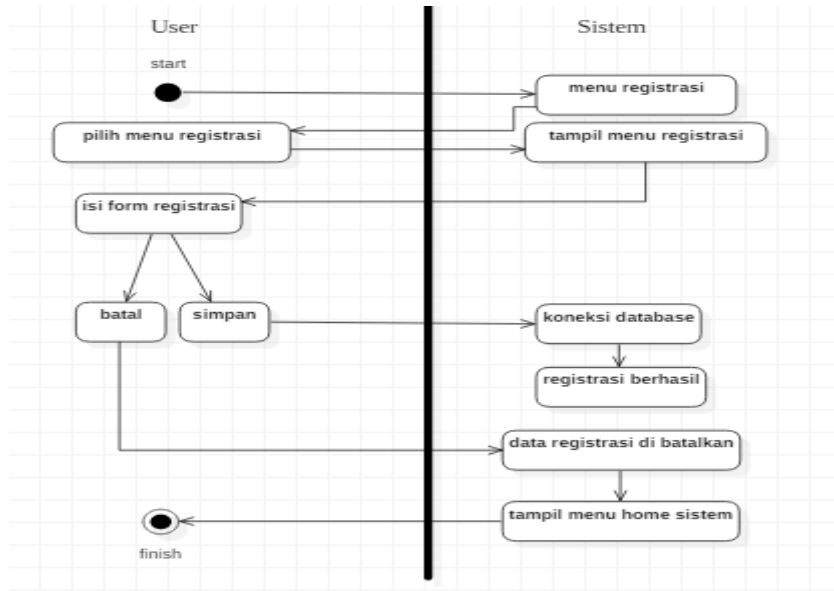 User
Sistem
start
menu registrasi
pilih menu registrasi
tampil menu registrasi
isi form registrasi
batal
simpan
koneksi database
registrasi berhasil
data registrasi di batalkan
tampil menu home sistem
finish